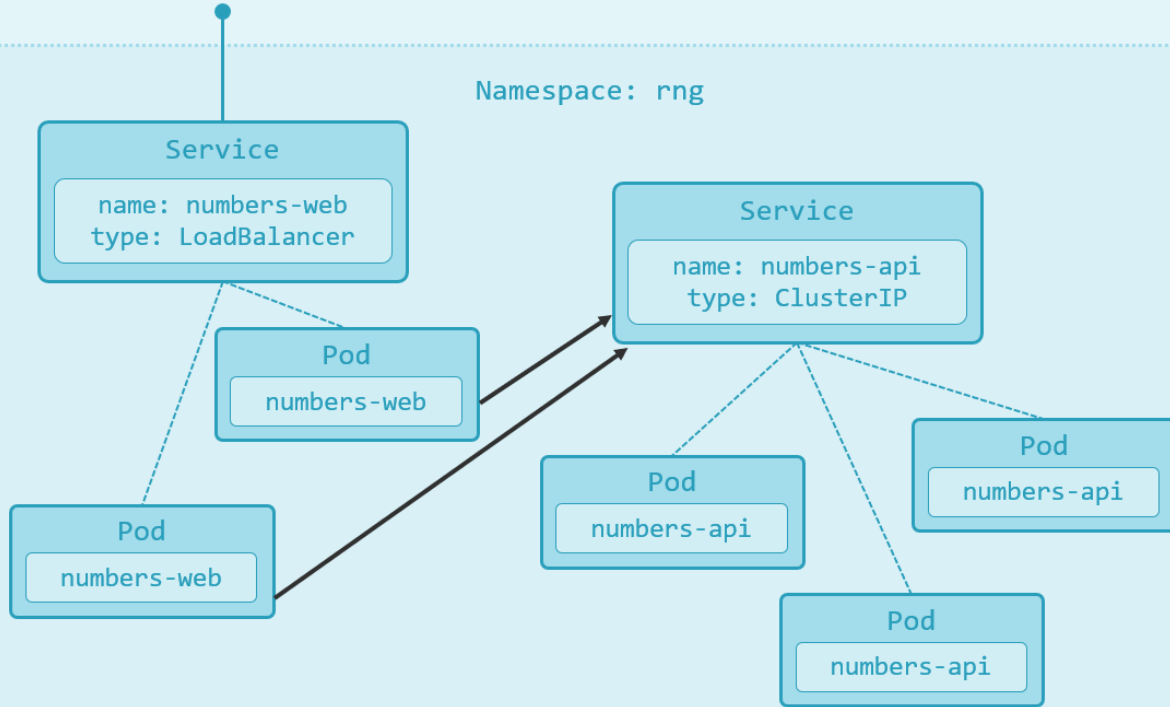 Namespace: rng
Service
name: numbers-web
type: LoadBalancer
Service
name: numbers-api
type: ClusterIP
Pod
numbers-web
Pod
numbers-web
Pod
numbers-api
Pod
numbers-api
Pod
numbers-api